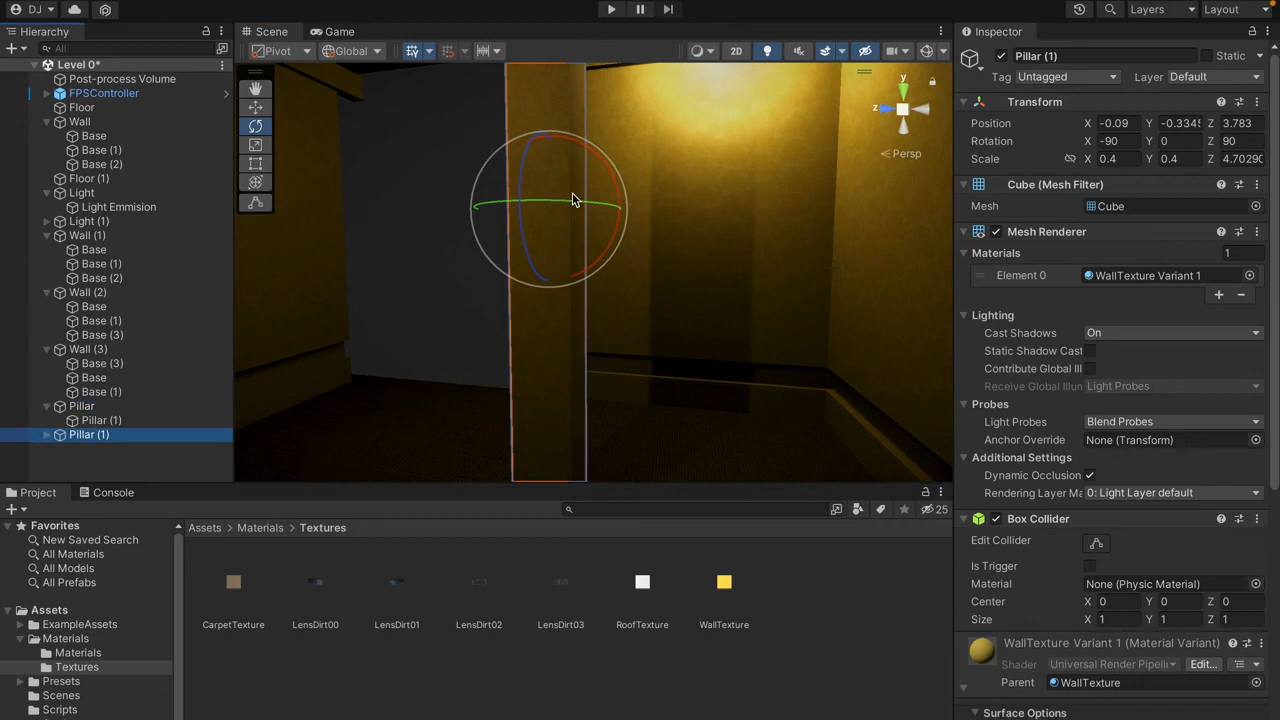 DJ
Layers
Layout
Hierarchy
Scene
Game
Inspector
All
Pivot
Global
2D
Pillar (1)
Static
Tag Untagged Layer Default
Level 0*
Post-process Volume
FPSController
Floor
Wall
Base
Base (1)
Base (2)
Floor (1)
Light
Light Emmision
Light (1)
Wall (1)
Base
Base (1)
Base (2)
Wall (2)
Base
Base (1)
Base (3)
Wall (3)
Base (3)
Base
Base (1)
Pillar
Pillar (1)
Pillar (1)
y
z
Persp
Transform
Position X -0.09 Y -0.3345 Z 3.783
Rotation X -90 Y 0 Z 90
Scale X 0.4 Y 0.4 Z 4.70290
Cube (Mesh Filter)
Mesh Cube
Mesh Renderer
Materials 1
Element 0 WallTexture Variant 1
Lighting
Cast Shadows On
Static Shadow Cast
Contribute Global Ill
Receive Global Illun Light Probes
Probes
Light Probes Blend Probes
Anchor Override None (Transform)
Additional Settings
Dynamic Occlusion
Rendering Layer Ma 0: Light Layer default
Box Collider
Edit Collider
Is Trigger
Material None (Physic Material)
Center X 0 Y 0 Z 0
Size X 1 Y 1 Z 1
WallTexture Variant 1 (Material Variant)
Shader Universal Render Pipeli Edit...
Parent WallTexture
Surface Options
Project
Console
25
Favorites
New Saved Search
All Materials
All Models
All Prefabs
Assets
ExampleAssets
Materials
Materials
Textures
Presets
Scenes
Scripts
Assets > Materials > Textures
CarpetTexture
LensDirt00
LensDirt01
LensDirt02
LensDirt03
RoofTexture
WallTexture